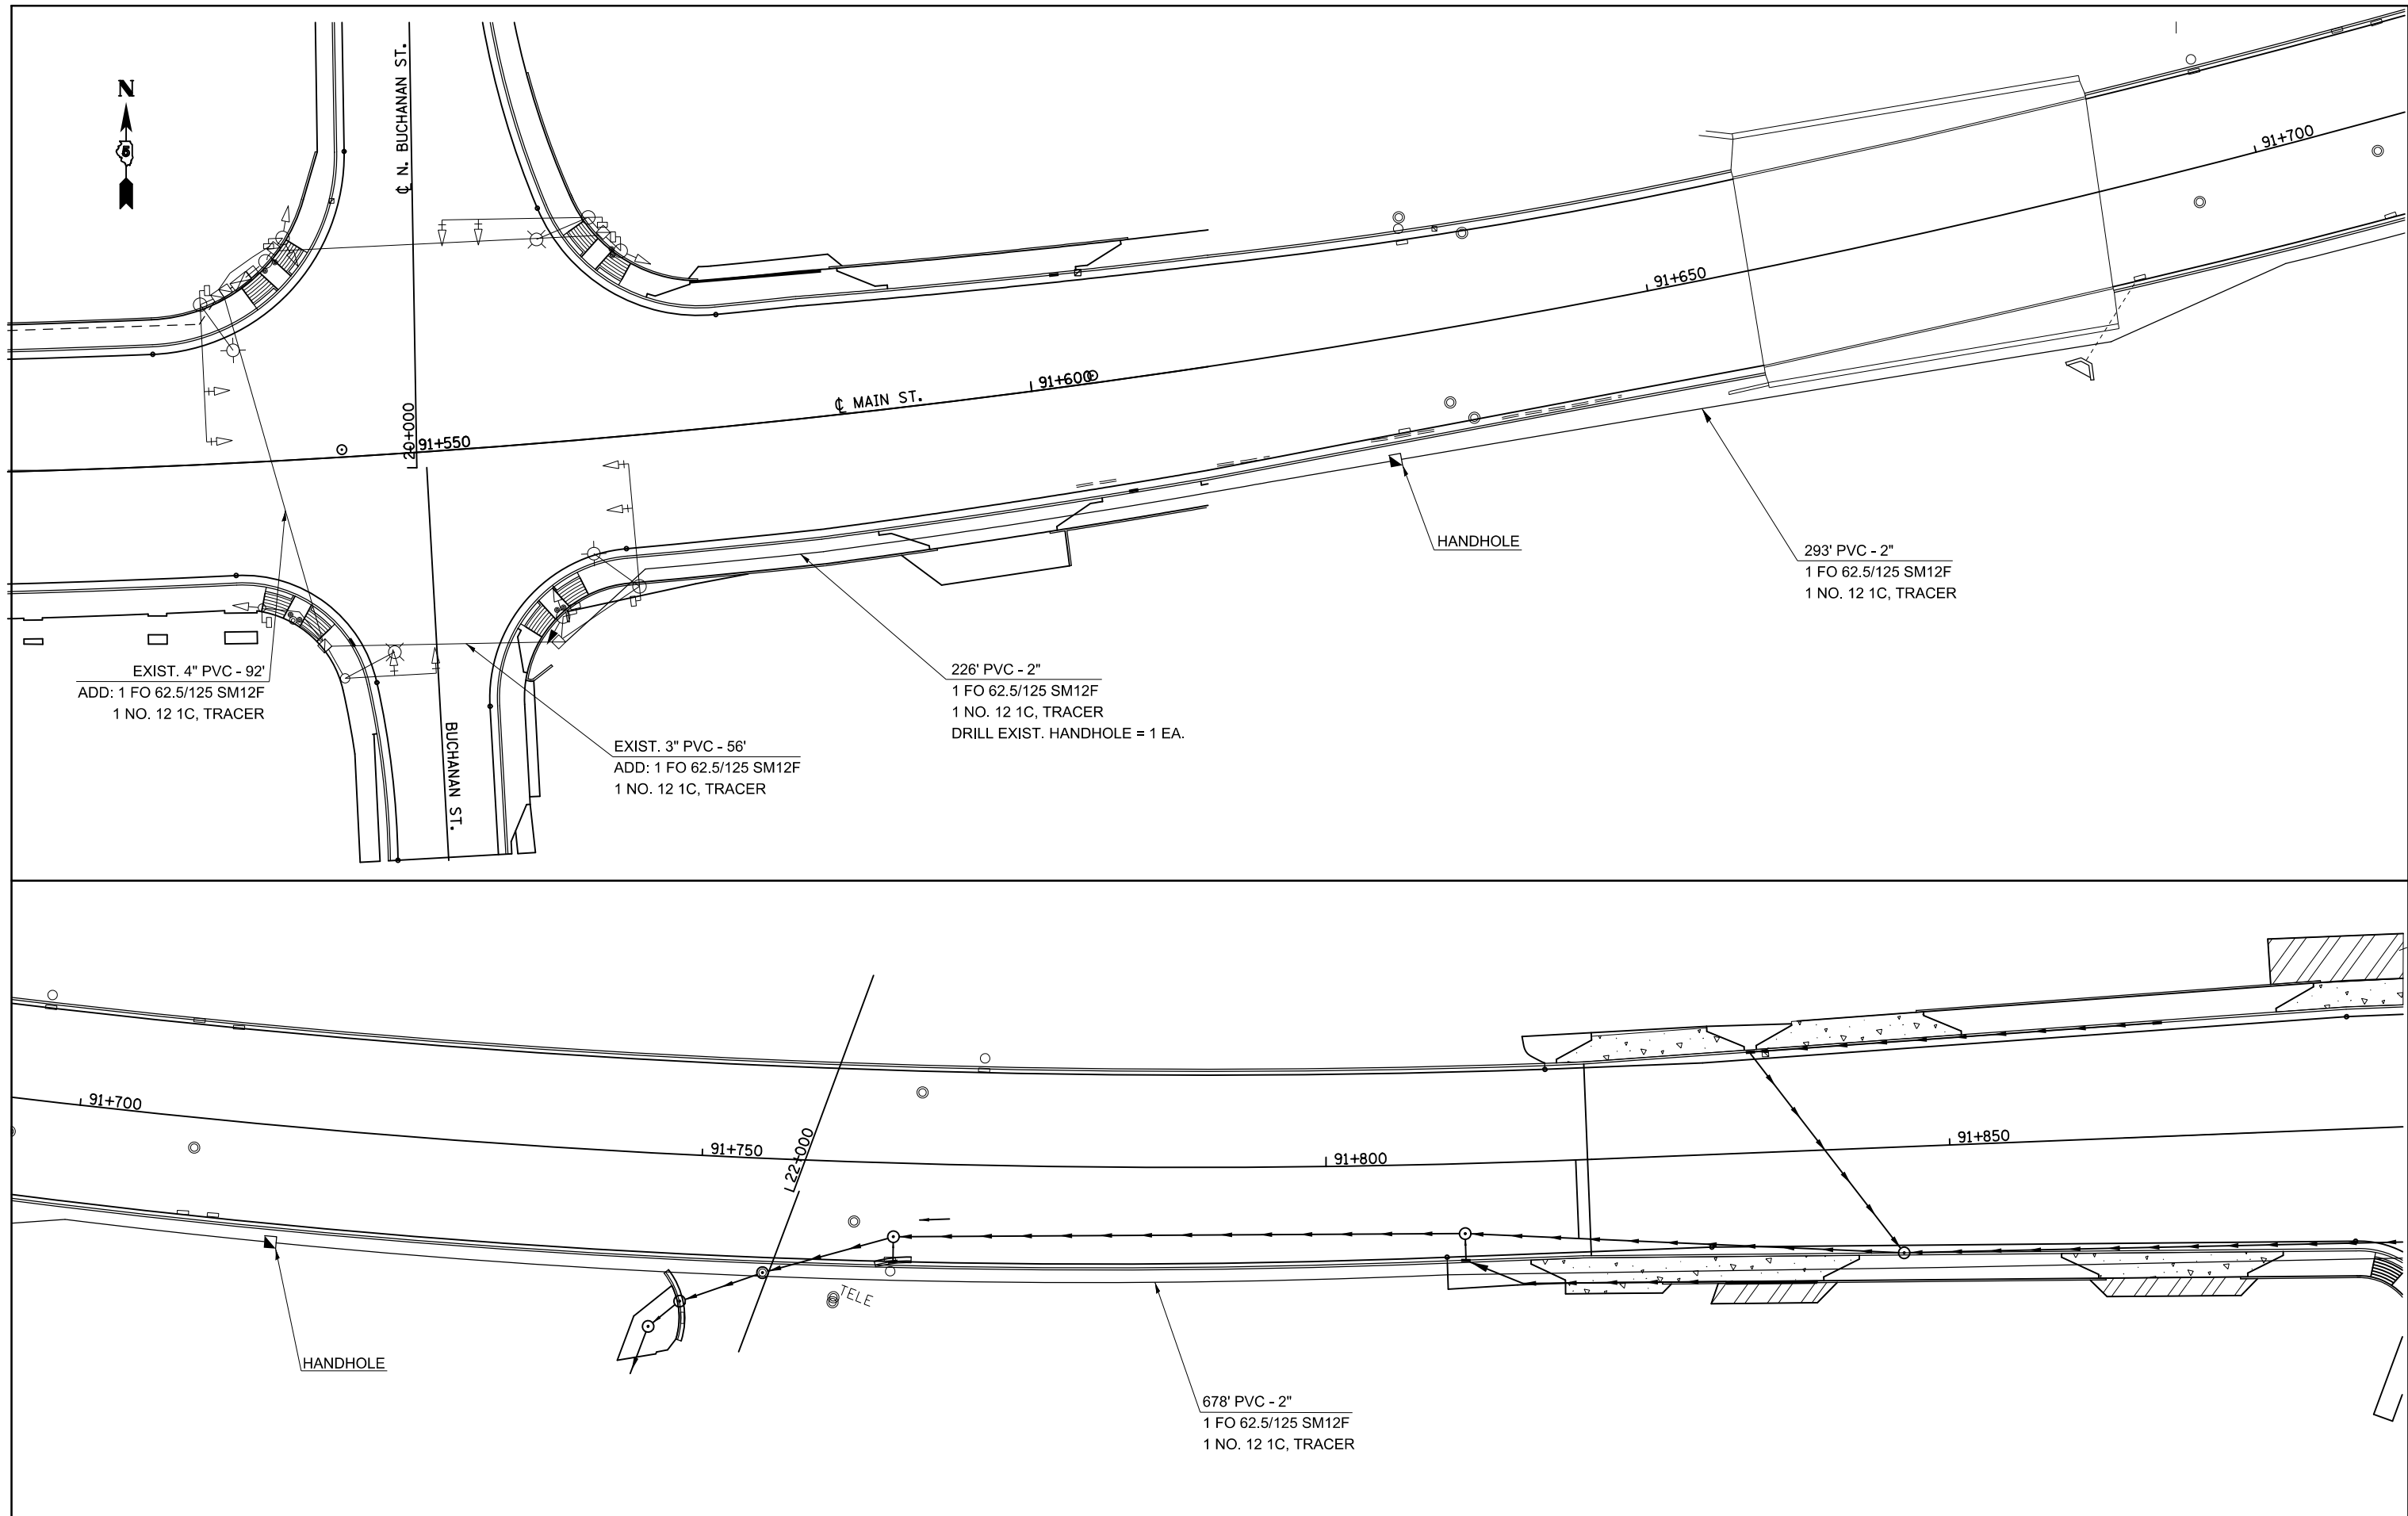 N
5
℄ N. BUCHANAN ST.
91+700
91+650
91+600
℄ MAIN ST.
20+000
91+550
HANDHOLE
293' PVC - 2"
1 FO 62.5/125 SM12F
1 NO. 12 1C, TRACER
EXIST. 4" PVC - 92'
ADD: 1 FO 62.5/125 SM12F
1 NO. 12 1C, TRACER
226' PVC - 2"
1 FO 62.5/125 SM12F
1 NO. 12 1C, TRACER
DRILL EXIST. HANDHOLE = 1 EA.
BUCHANAN ST.
EXIST. 3" PVC - 56'
ADD: 1 FO 62.5/125 SM12F
1 NO. 12 1C, TRACER
91+700
91+750
22+000
91+800
91+850
TELE
HANDHOLE
678' PVC - 2"
1 FO 62.5/125 SM12F
1 NO. 12 1C, TRACER